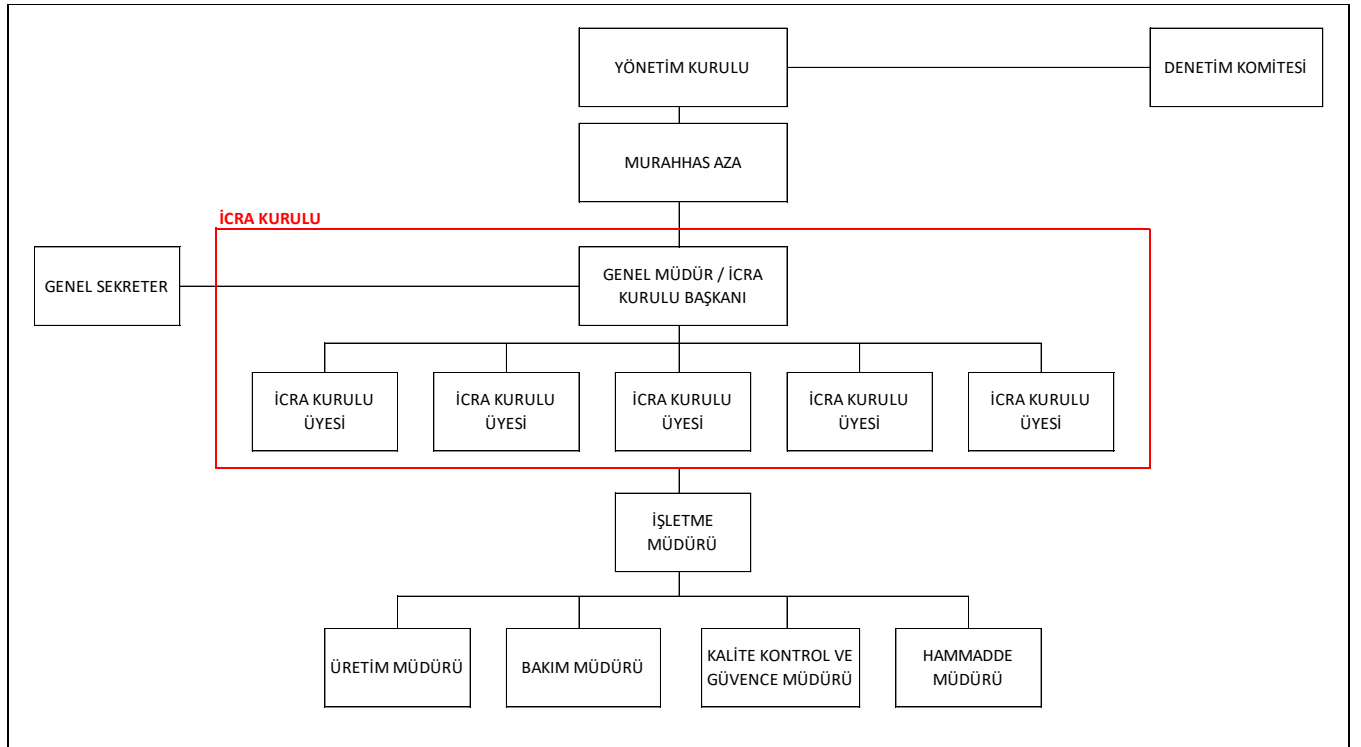 YÖNETİM KURULU
DENETİM KOMİTESİ
MURAHHAS AZA
İCRA KURULU
GENEL SEKRETER
GENEL MÜDÜR / İCRA
KURULU BAŞKANI
İCRA KURULU
ÜYESİ
İCRA KURULU
ÜYESİ
İCRA KURULU
ÜYESİ
İCRA KURULU
ÜYESİ
İCRA KURULU
ÜYESİ
İŞLETME
MÜDÜRÜ
ÜRETİM MÜDÜRÜ
BAKIM MÜDÜRÜ
KALİTE KONTROL VE
GÜVENCE MÜDÜRÜ
HAMMADDE
MÜDÜRÜ